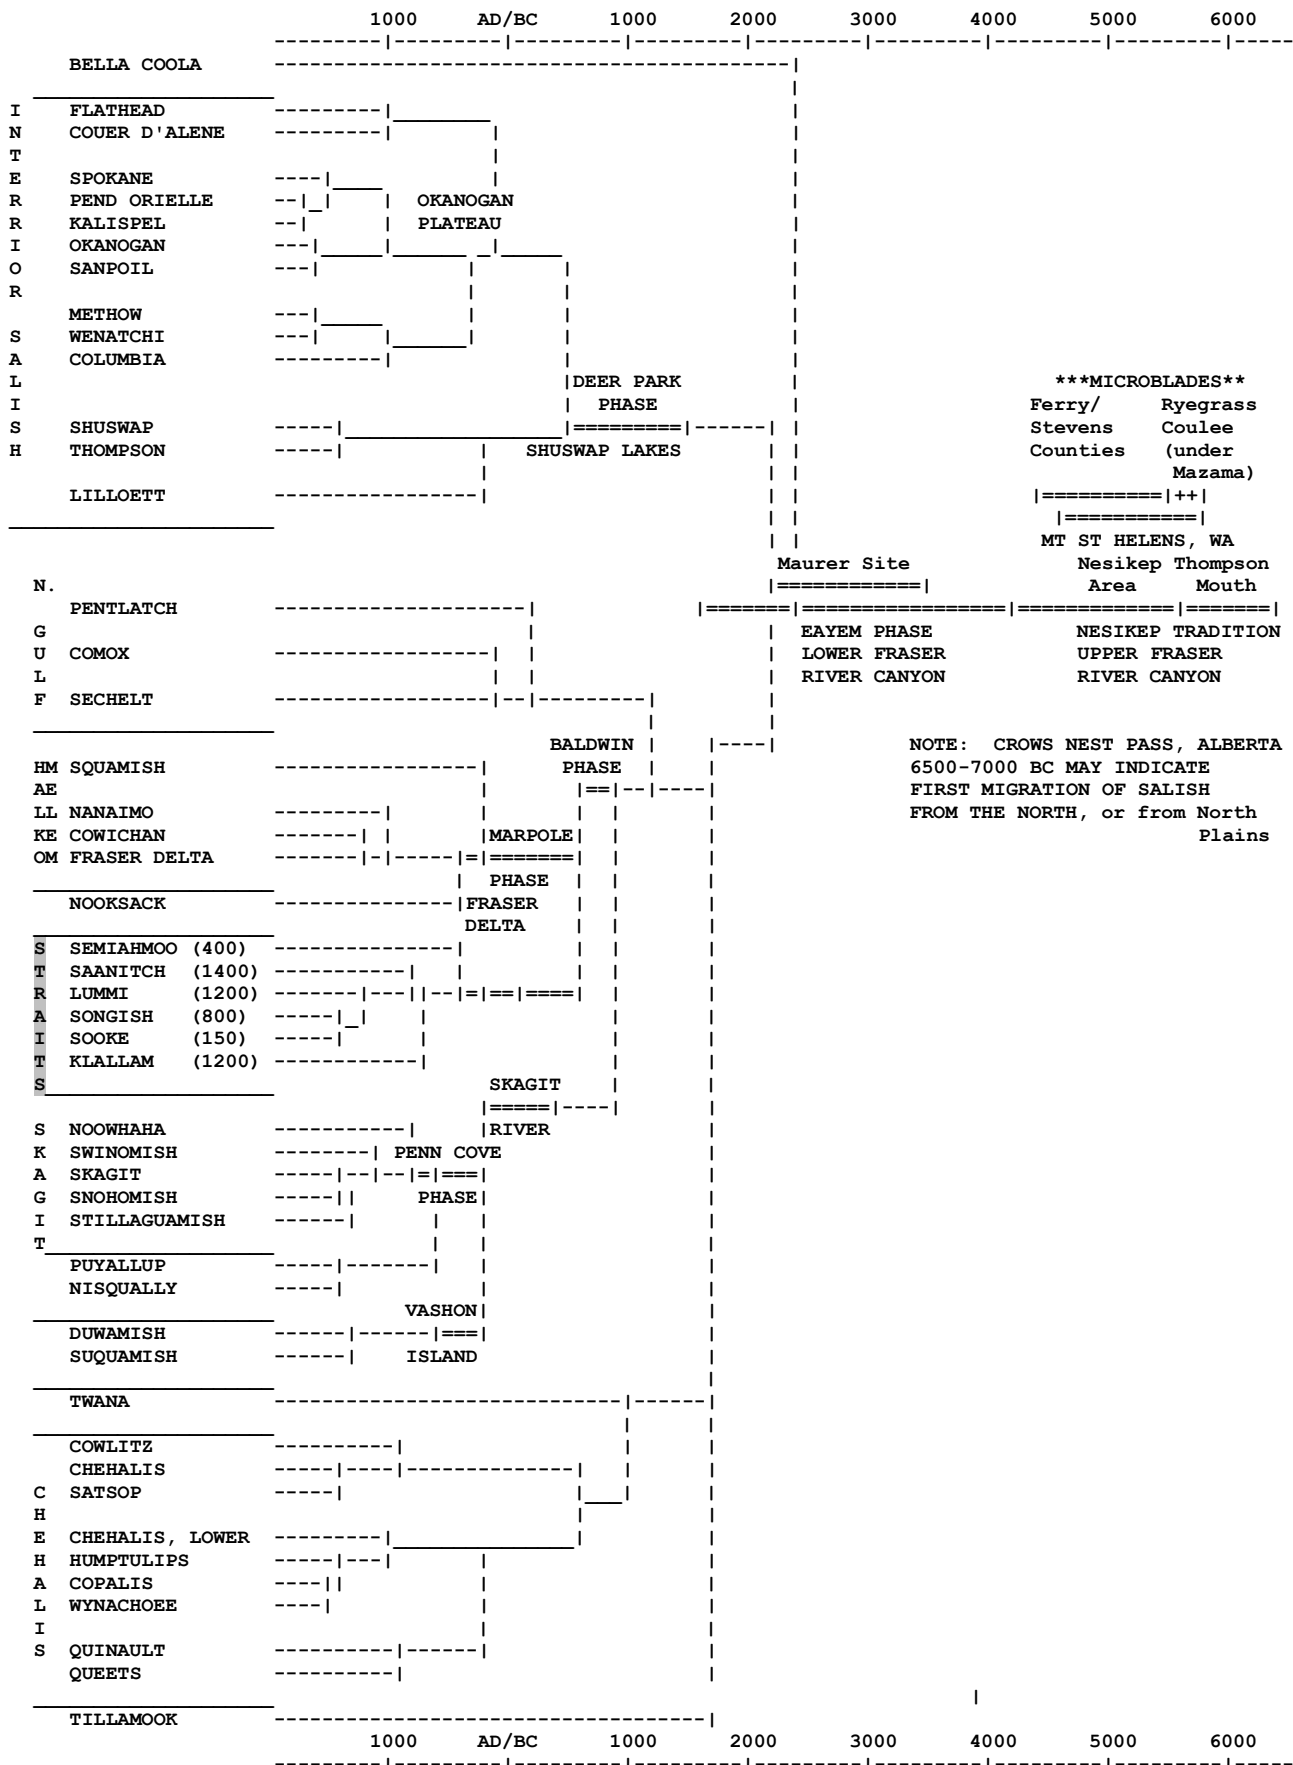 1000 AD/BC 1000 2000 3000 4000 5000 6000
BELLA COOLA
I FLATHEAD
N COUER D'ALENE
T
E SPOKANE
R PEND ORIELLE OKANOGAN
R KALISPEL PLATEAU
I OKANOGAN
O SANPOIL
R
METHOW
S WENATCHI
A COLUMBIA
L DEER PARK ***MICROBLADES**
I PHASE Ferry/ Ryegrass
S SHUSWAP Stevens Coulee
H THOMPSON SHUSWAP LAKES Counties (under
Mazama)
LILLOETT
MT ST HELENS, WA
Maurer Site Nesikep Thompson
N. Area Mouth
PENTLATCH
G EAYEM PHASE NESIKEP TRADITION
U COMOX LOWER FRASER UPPER FRASER
L RIVER CANYON RIVER CANYON
F SECHELT
BALDWIN NOTE: CROWS NEST PASS, ALBERTA
HM SQUAMISH PHASE 6500-7000 BC MAY INDICATE
AE FIRST MIGRATION OF SALISH
LL NANAIMO FROM THE NORTH, or from North
KE COWICHAN MARPOLE Plains
OM FRASER DELTA
PHASE
NOOKSACK FRASER
DELTA
S SEMIAHMOO (400)
T SAANITCH (1400)
R LUMMI (1200)
A SONGISH (800)
I SOOKE (150)
T KLALLAM (1200)
S SKAGIT
S NOOWHAHA RIVER
K SWINOMISH PENN COVE
A SKAGIT
G SNOHOMISH PHASE
I STILLAGUAMISH
T
PUYALLUP
NISQUALLY
VASHON
DUWAMISH
SUQUAMISH ISLAND
TWANA
COWLITZ
CHEHALIS
C SATSOP
H
E CHEHALIS, LOWER
H HUMPTULIPS
A COPALIS
L WYNACHOEE
I
S QUINAULT
QUEETS
TILLAMOOK
1000 AD/BC 1000 2000 3000 4000 5000 6000